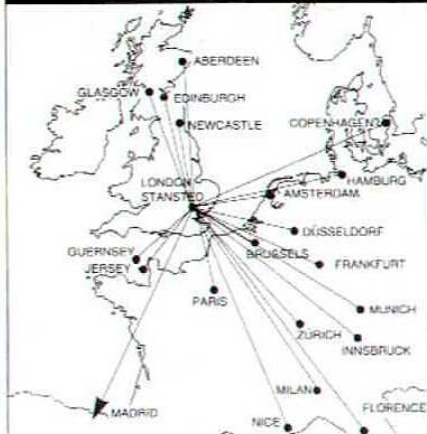 ABERDEEN
GLASGOW
EDINBURGH
NEWCASTLE
COPENHAGEN
HAMBURG
LONDON
STANSTED
AMSTERDAM
DÜSSELDORF
GUERNSEY
BRUSSELS
JERSEY
FRANKFURT
PARIS
MUNICH
ZÜRICH
INNSBRUCK
MILAN
FLORENCE
MADRID
NICE